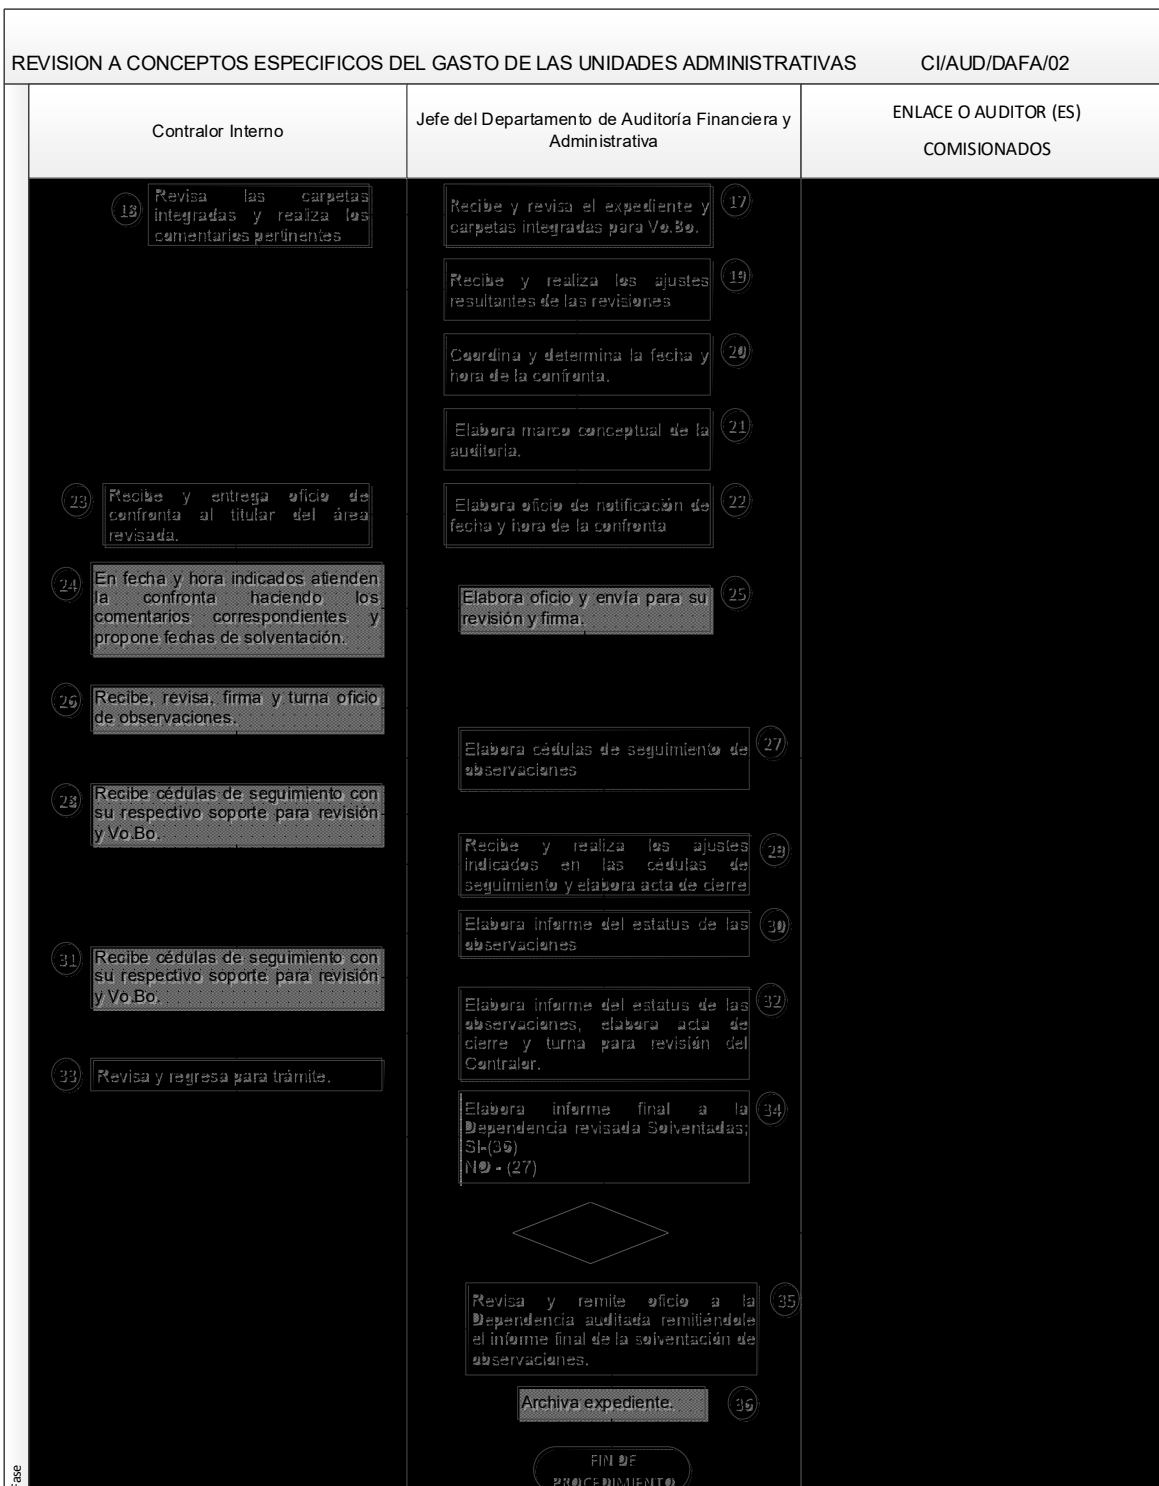 REVISION A CONCEPTOS ESPECIFICOS DEL GASTO DE LAS UNIDADES ADMINISTRATIVAS CI/AUD/DAFA/02
Contralor Interno
Jefe del Departamento de Auditoría Financiera y
Administrativa
ENLACE O AUDITOR (ES)
COMISIONADOS
17
Recibe y revisa el expediente y
carpetas integradas para Vo.Bo.
18
Revisa las carpetas
integradas y realiza los
comentarios pertinentes
19
Recibe y realiza los ajustes
resultantes de las revisiones
20
Coordina y determina la fecha y
hora de la confronta.
21
Elabora marco conceptual de la
auditoria.
22
Elabora oficio de notificación de
fecha y hora de la confronta
23
Recibe y entrega oficio de
confronta al titular del área
revisada.
24
En fecha y hora indicados atienden
la confronta haciendo los
comentarios correspondientes y
propone fechas de solventación.
25
Elabora oficio y envía para su
revisión y firma.
26
Recibe, revisa, firma y turna oficio
de observaciones.
27
Elabora cédulas de seguimiento de
observaciones
28
Recibe cédulas de seguimiento con
su respectivo soporte para revisión
y Vo.Bo.
29
Recibe y realiza los ajustes
indicados en las cédulas de
seguimiento y elabora acta de cierre
30
Elabora informe del estatus de las
observaciones
31
Recibe cédulas de seguimiento con
su respectivo soporte para revisión
y Vo.Bo.
32
Elabora informe del estatus de las
observaciones, elabora acta de
cierre y turna para revisión del
Contralor.
33
Revisa y regresa para trámite.
34
Elabora informe final a la
Dependencia revisada Solventadas;
SI-(36)
NO - (27)
35
Revisa y remite oficio a la
Dependencia auditada remitiéndole
el informe final de la solventación de
observaciones.
36
Archiva expediente.
FIN DE
PROCEDIMIENTO
Fase